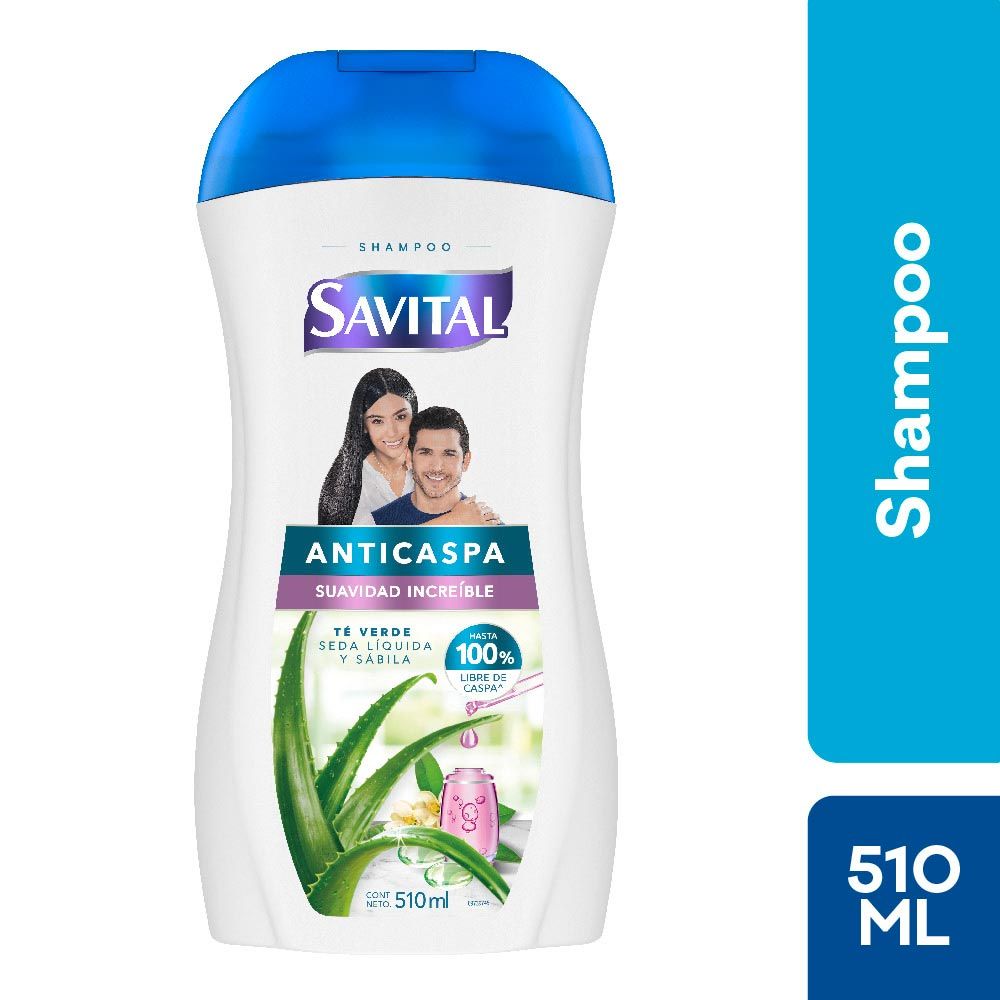 SHAMPOO
SAVITAL
ANTICASPA
SUAVIDAD INCREÍBLE
TÉ VERDE
SEDA LÍQUIDA
Y SÁBILA
HASTA
100%
LIBRE DE
CASPA^
CONT.
NETO. 510ml
Shampoo
510
ML